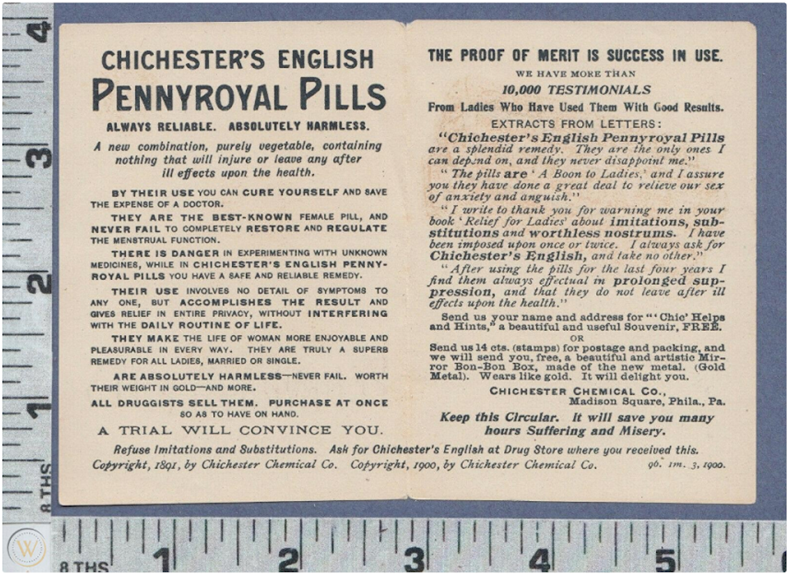 CHICHESTER'S ENGLISH
PENNYROYAL PILLS
ALWAYS RELIABLE. ABSOLUTELY HARMLESS.
A new combination, purely vegetable, containing
nothing that will injure or leave any after
ill effects upon the health.
BY THEIR USE YOU CAN CURE YOURSELF AND SAVE
THE EXPENSE OF A DOCTOR.
THEY ARE THE BEST-KNOWN FEMALE PILL, AND
NEVER FAIL TO COMPLETELY RESTORE AND REGULATE
THE MENSTRUAL FUNCTION.
THERE IS DANGER IN EXPERIMENTING WITH UNKNOWN
MEDICINES, WHILE IN CHICHESTER'S ENGLISH PENNY-
ROYAL PILLS YOU HAVE A SAFE AND RELIABLE REMEDY.
THEIR USE INVOLVES NO DETAIL OF SYMPTOMS TO
ANY ONE, BUT ACCOMPLISHES THE RESULT AND
GIVES RELIEF IN ENTIRE PRIVACY, WITHOUT INTERFERING
WITH THE DAILY ROUTINE OF LIFE.
THEY MAKE THE LIFE OF WOMAN MORE ENJOYABLE AND
PLEASURABLE IN EVERY WAY. THEY ARE TRULY A SUPERB
REMEDY FOR ALL LADIES, MARRIED OR SINGLE.
ARE ABSOLUTELY HARMLESS—NEVER FAIL. WORTH
THEIR WEIGHT IN GOLD—AND MORE.
ALL DRUGGISTS SELL THEM. PURCHASE AT ONCE
SO AS TO HAVE ON HAND.
A TRIAL WILL CONVINCE YOU.
THE PROOF OF MERIT IS SUCCESS IN USE.
WE HAVE MORE THAN
10,000 TESTIMONIALS
From Ladies Who Have Used Them With Good Results.
EXTRACTS FROM LETTERS:
"Chichester's English Pennyroyal Pills
are a splendid remedy. They are the only ones I
can depend on, and they never disappoint me."
"The pills are 'A Boon to Ladies,' and I assure
you they have done a great deal to relieve our sex
of anxiety and anguish."
"I write to thank you for warning me in your
book 'Relief for Ladies' about imitations, sub-
stitutions and worthless nostrums. I have
been imposed upon once or twice. I always ask for
Chichester's English, and take no other."
"After using the pills for the last four years I
find them always effectual in prolonged sup-
pression, and that they do not leave after ill
effects upon the health."
Send us your name and address for "'Chic' Helps
and Hints," a beautiful and useful Souvenir, FREE.
OR
Send us 14 cts. (stamps) for postage and packing, and
we will send you, free, a beautiful and artistic Mir-
ror Bon-Bon Box, made of the new metal. (Gold
Metal). Wears like gold. It will delight you.
CHICHESTER CHEMICAL CO.,
Madison Square, Phila., Pa.
Keep this Circular. It will save you many
hours Suffering and Misery.
Refuse Imitations and Substitutions. Ask for Chichester's English at Drug Store where you received this.
Copyright, 1891, by Chichester Chemical Co. Copyright, 1900, by Chichester Chemical Co. 96. 1m. 3, 1900.
4
3
2
1
8 THS
W
8 THS 1 2 3 4 5